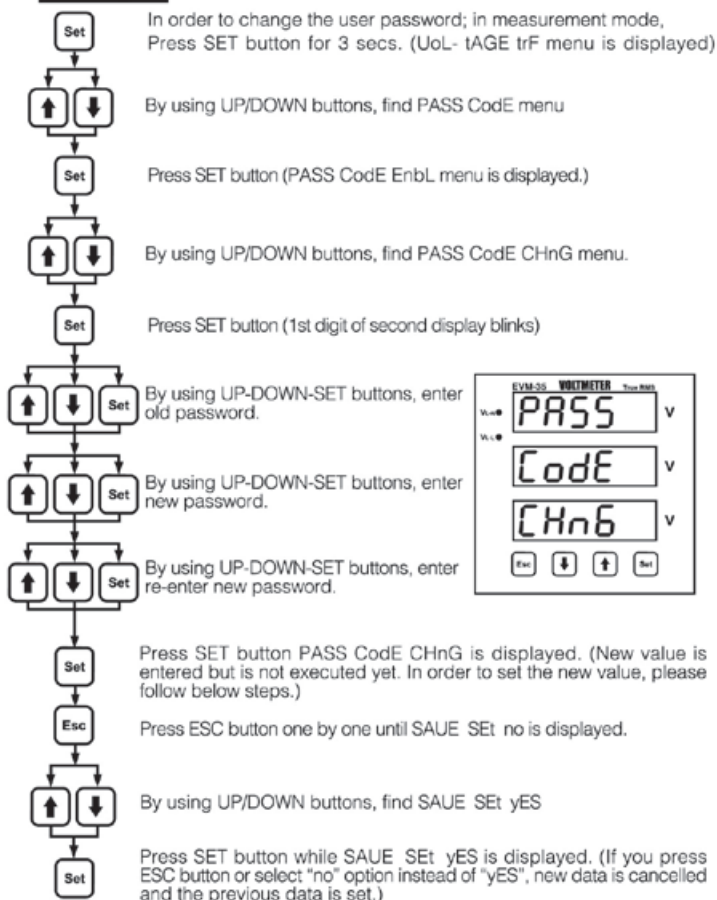 Set
In order to change the user password; in measurement mode,
Press SET button for 3 secs. (UoL- tAGE trF menu is displayed)
By using UP/DOWN buttons, find PASS CodE menu
Set
Press SET button (PASS CodE EnbL menu is displayed.)
By using UP/DOWN buttons, find PASS CodE CHnG menu.
Set
Press SET button (1st digit of second display blinks)
Set
By using UP-DOWN-SET buttons, enter
old password.
Set
By using UP-DOWN-SET buttons, enter
new password.
Set
By using UP-DOWN-SET buttons, enter
re-enter new password.
EVM-35 VOLTMETER True RMS
VL-N
PASS V
VL-L
CodE V
CHnG V
Esc Set
Set
Press SET button PASS CodE CHnG is displayed. (New value is
entered but is not executed yet. In order to set the new value, please
follow below steps.)
Esc
Press ESC button one by one until SAUE SEt no is displayed.
By using UP/DOWN buttons, find SAUE SEt yES
Set
Press SET button while SAUE SEt yES is displayed. (If you press
ESC button or select "no" option instead of "yES", new data is cancelled
and the previous data is set.)